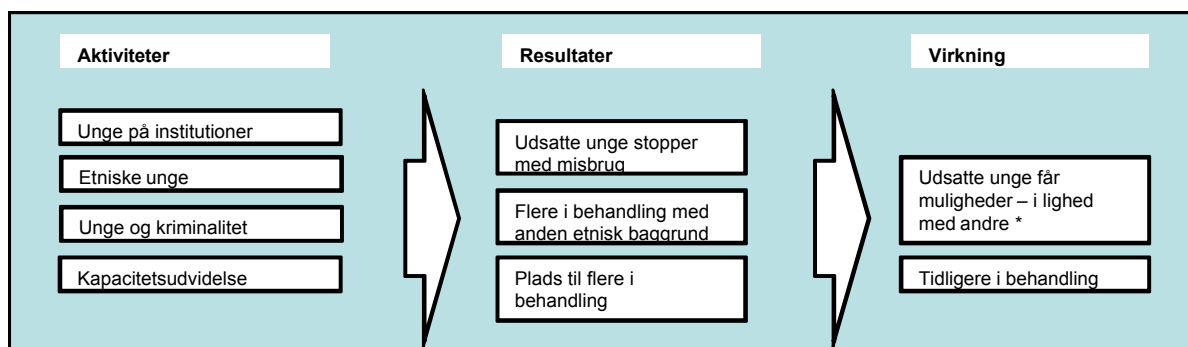 Aktiviteter
Unge på institutioner
Etniske unge
Unge og kriminalitet
Kapacitetsudvidelse
Resultater
Udsatte unge stopper
med misbrug
Flere i behandling med
anden etnisk baggrund
Plads til flere i
behandling
Virkning
Udsatte unge får
muligheder – i lighed
med andre *
Tidligere i behandling